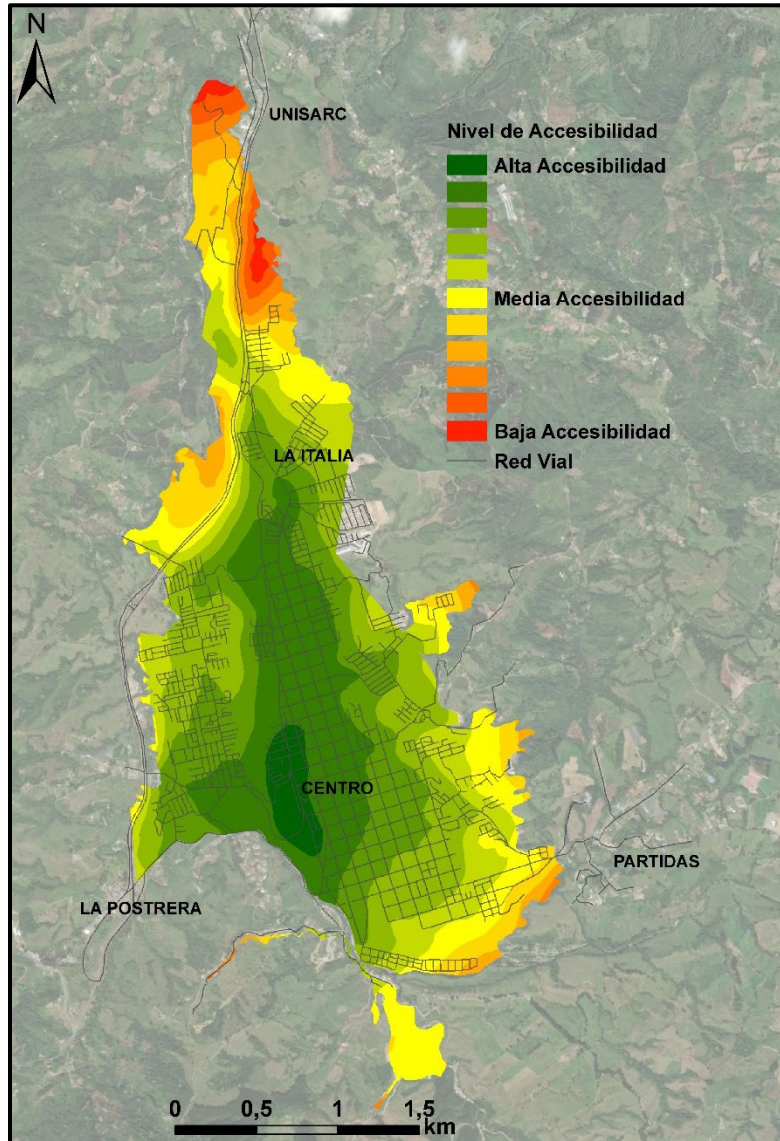 N
UNISARC
Nivel de Accesibilidad
Alta Accesibilidad
Media Accesibilidad
Baja Accesibilidad
Red Vial
LA ITALIA
CENTRO
PARTIDAS
LA POSTRERA
0 0,5 1 1,5
km